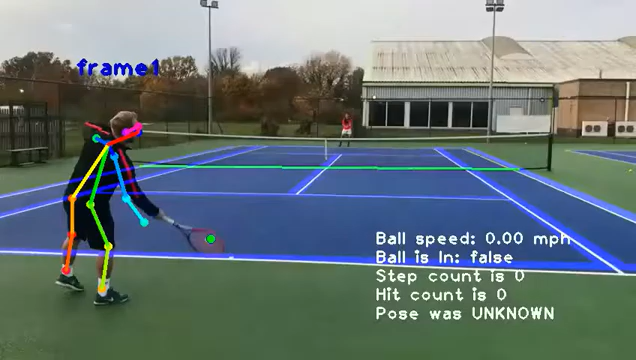 frame1
Ball speed: 0.00 mph
Ball is In: false
Step count is 0
Hit count is 0
Pose was UNKNOWN